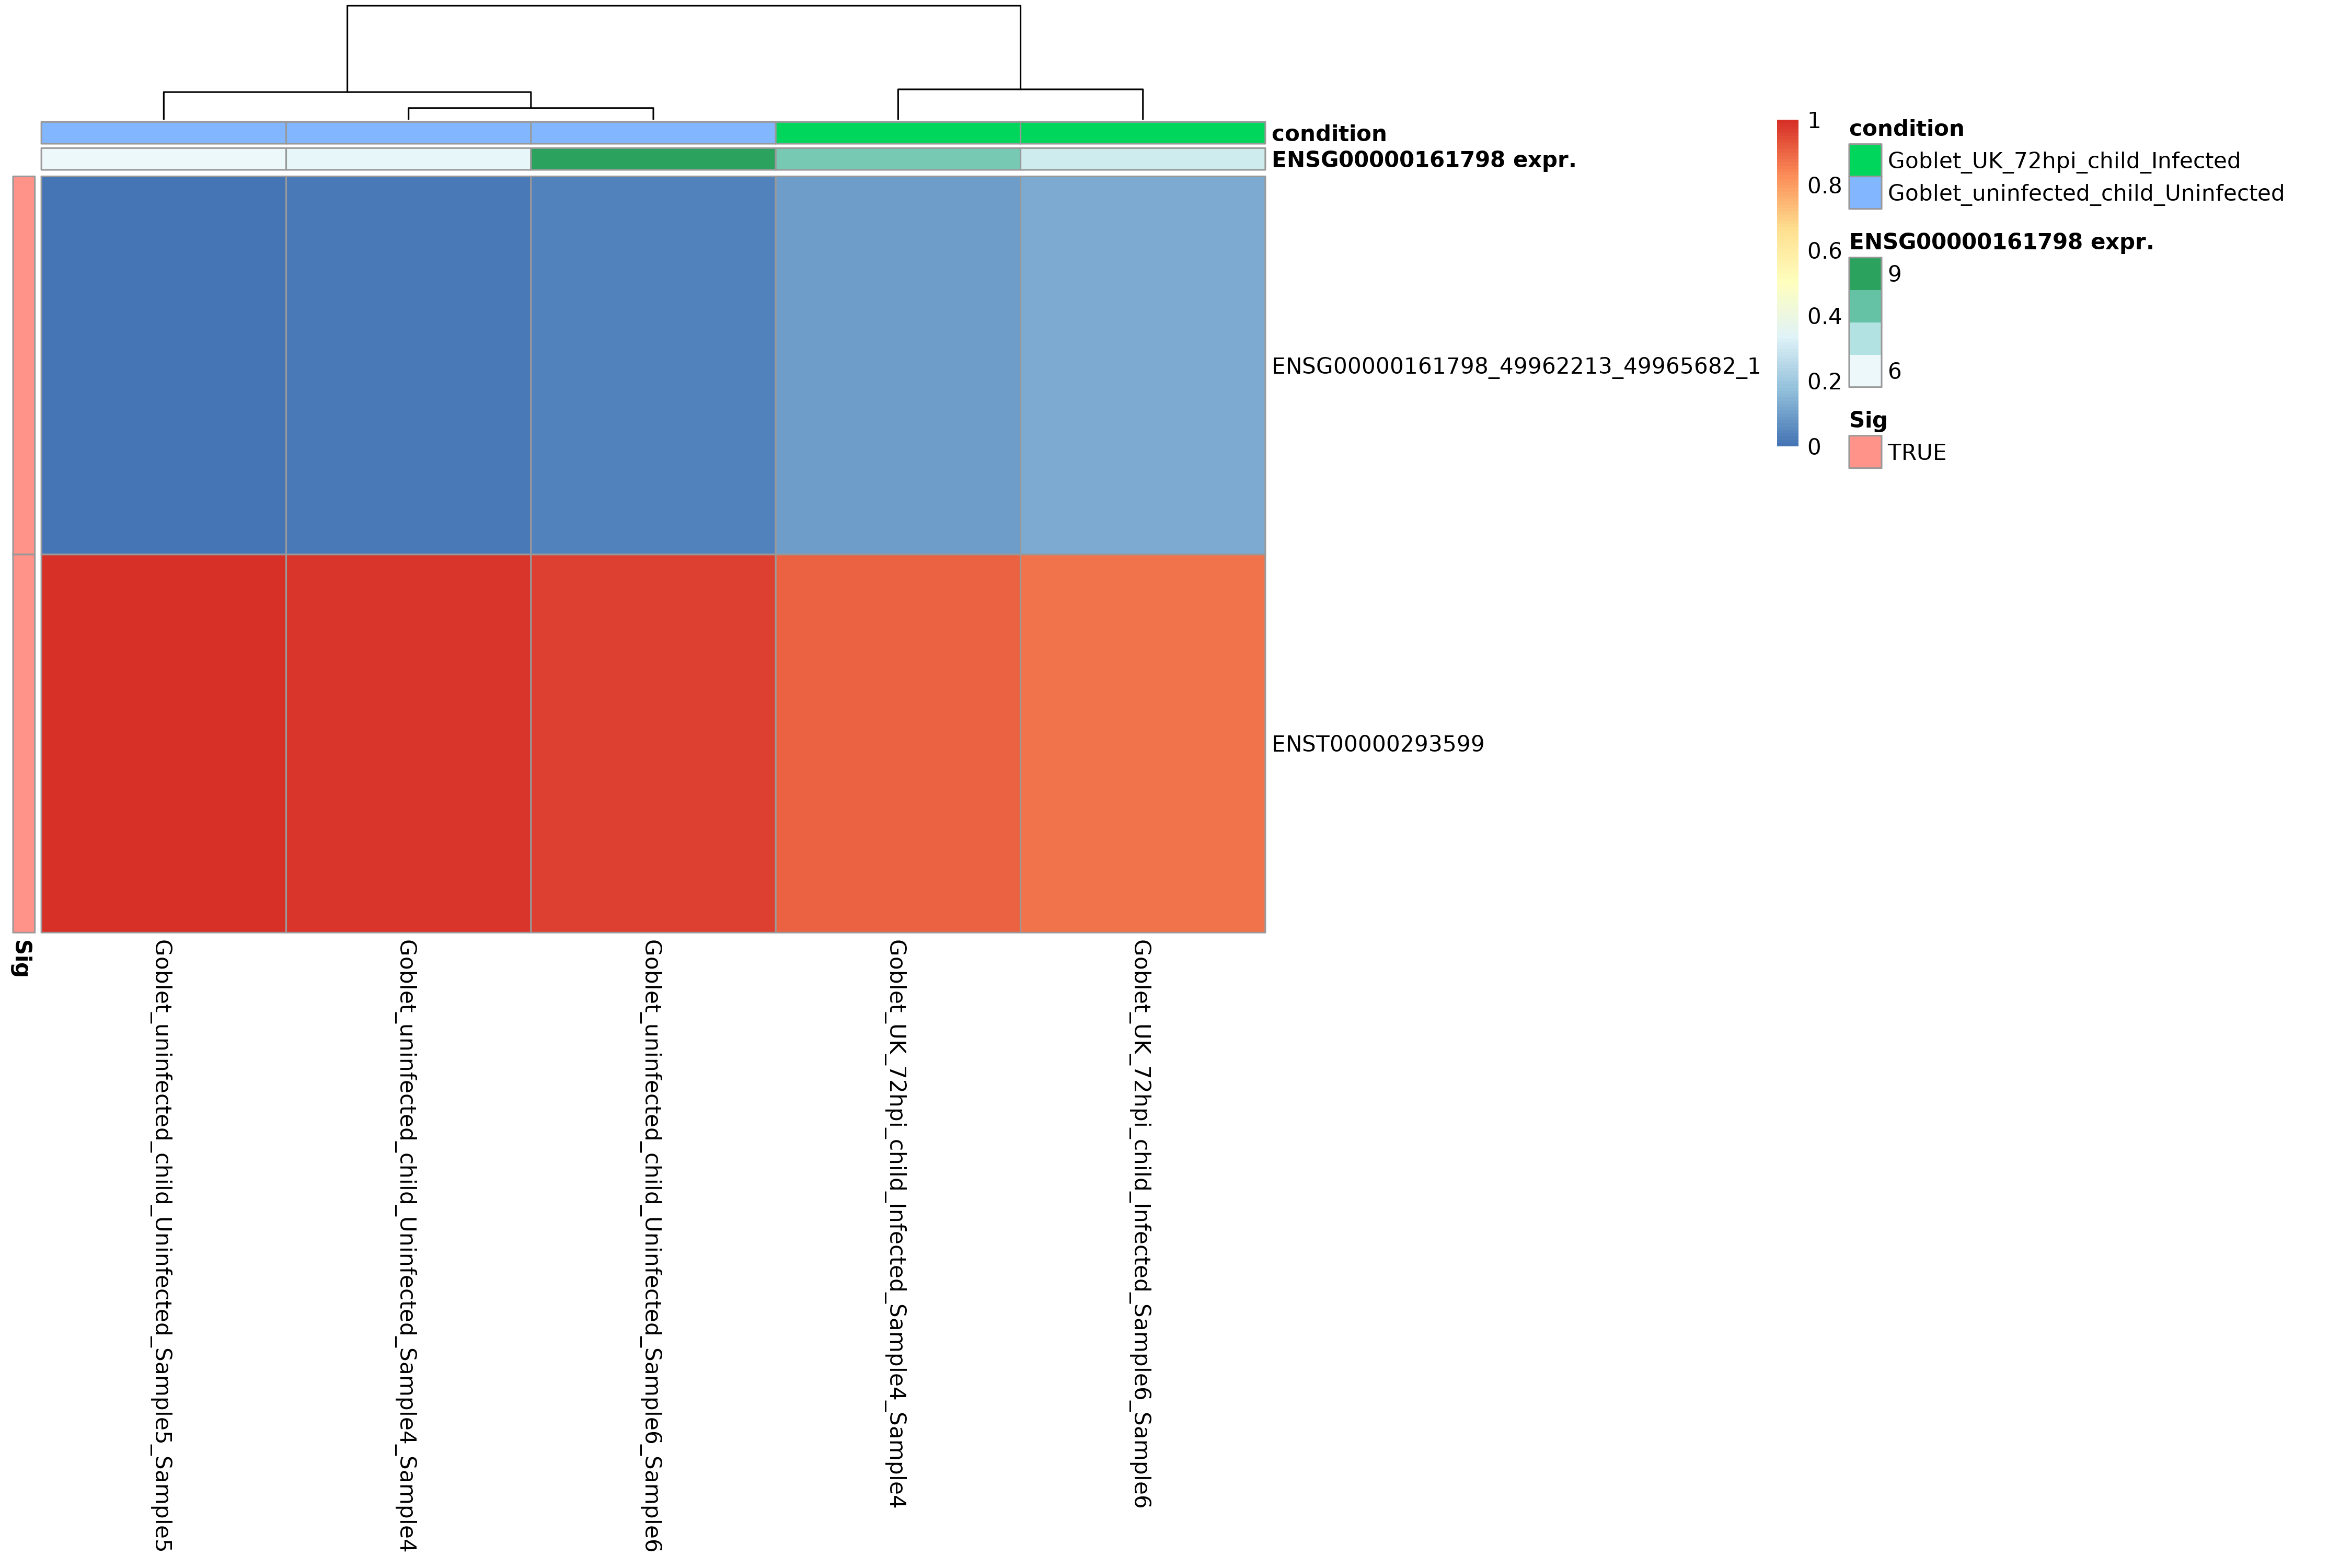 condition
ENSG00000161798 expr.
ENSG00000161798_49962213_49965682_1
ENST00000293599
1
0.8
0.6
0.4
0.2
0
condition
Goblet_UK_72hpi_child_Infected
Goblet_uninfected_child_Uninfected
ENSG00000161798 expr.
9
6
Sig
TRUE
Sig
Goblet_uninfected_child_Uninfected_Sample5_Sample5
Goblet_uninfected_child_Uninfected_Sample4_Sample4
Goblet_uninfected_child_Uninfected_Sample6_Sample6
Goblet_UK_72hpi_child_Infected_Sample4_Sample4
Goblet_UK_72hpi_child_Infected_Sample6_Sample6